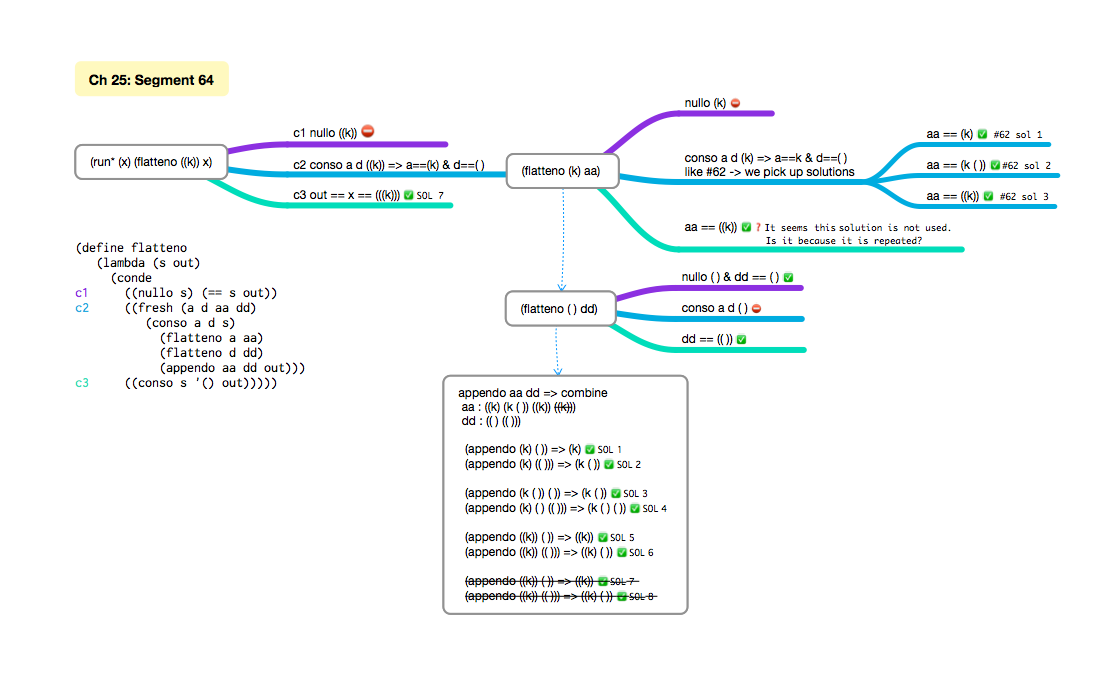 Ch 25: Segment 64
(run* (x) (flatteno ((k)) x)
c1 nullo ((k)) ⛔
c2 conso a d ((k)) => a==(k) & d==( )
c3 out == x == (((k))) ✅ SOL 7
(flatteno (k) aa)
nullo (k) ⛔
conso a d (k) => a==k & d==( )
like #62 -> we pick up solutions
aa == (k) ✅ #62 sol 1
aa == (k ( )) ✅ #62 sol 2
aa == ((k)) ✅ #62 sol 3
aa == ((k)) ✅ ❓ It seems this solution is not used.
Is it because it is repeated?
(flatteno ( ) dd)
nullo ( ) & dd == ( ) ✅
conso a d ( ) ⛔
dd == (( )) ✅
(define flatteno
(lambda (s out)
(conde
c1 ((nullo s) (== s out))
c2 ((fresh (a d aa dd)
(conso a d s)
(flatteno a aa)
(flatteno d dd)
(appendo aa dd out)))
c3 ((conso s '() out)))))
appendo aa dd => combine
aa : ((k) (k ( )) ((k)) ((k)))
dd : (( ) (( )))
(appendo (k) ( )) => (k) ✅ SOL 1
(appendo (k) (( ))) => (k ( )) ✅ SOL 2
(appendo (k ( )) ( )) => (k ( )) ✅ SOL 3
(appendo (k) ( ) (( ))) => (k ( ) ( )) ✅ SOL 4
(appendo ((k)) ( )) => ((k)) ✅ SOL 5
(appendo ((k)) (( ))) => ((k) ( )) ✅ SOL 6
(appendo ((k)) ( )) => ((k)) ✅ SOL 7
(appendo ((k)) (( ))) => ((k) ( )) ✅ SOL 8